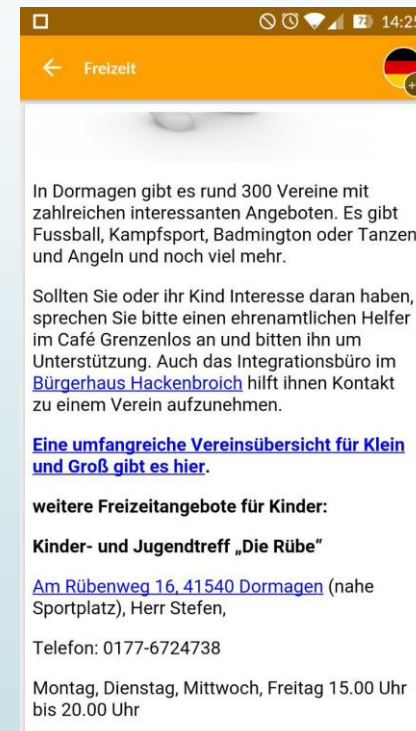 73 14:25
Freizeit
In Dormagen gibt es rund 300 Vereine mit
zahlreichen interessanten Angeboten. Es gibt
Fussball, Kampfsport, Badmington oder Tanzen
und Angeln und noch viel mehr.
Sollten Sie oder ihr Kind Interesse daran haben,
sprechen Sie bitte einen ehrenamtlichen Helfer
im Café Grenzenlos an und bitten ihn um
Unterstützung. Auch das Integrationsbüro im
Bürgerhaus Hackenbroich hilft ihnen Kontakt
zu einem Verein aufzunehmen.
Eine umfangreiche Vereinsübersicht für Klein
und Groß gibt es hier.
weitere Freizeitangebote für Kinder:
Kinder- und Jugendtreff „Die Rübe“
Am Rübenweg 16, 41540 Dormagen (nahe
Sportplatz), Herr Stefen,
Telefon: 0177-6724738
Montag, Dienstag, Mittwoch, Freitag 15.00 Uhr
bis 20.00 Uhr